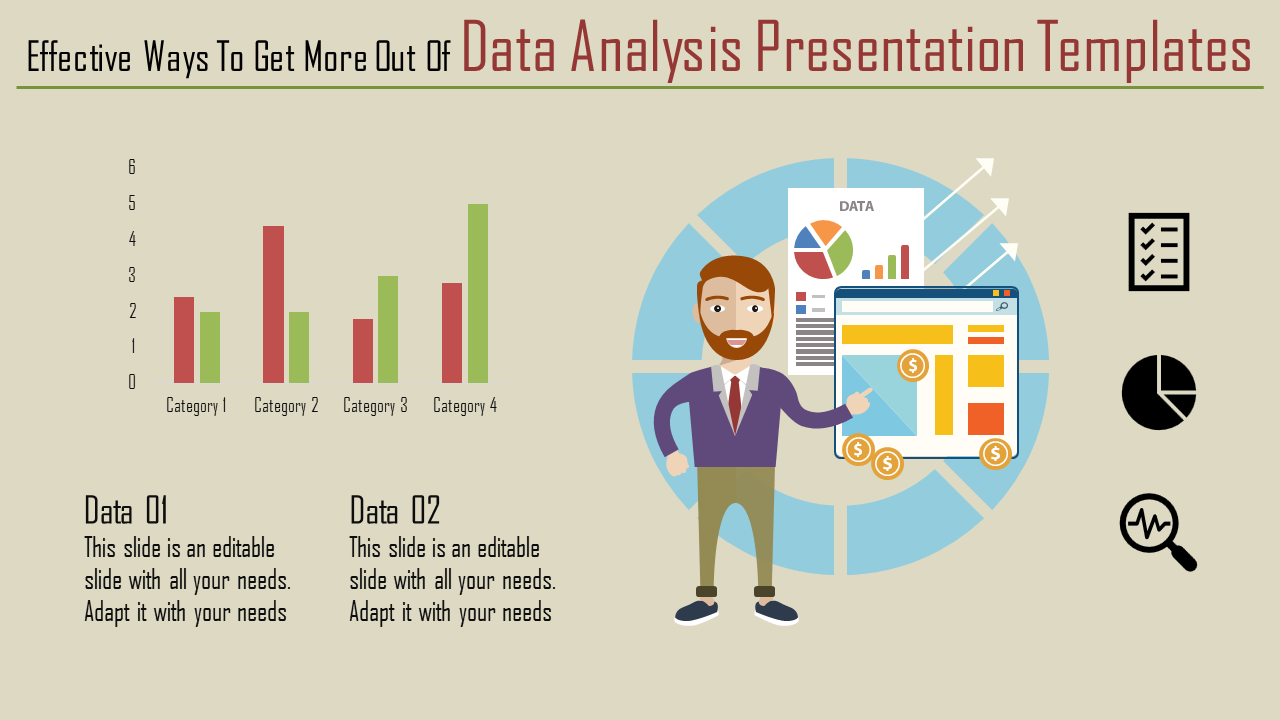 Effective Ways To Get More Out Of Data Analysis Presentation Templates
6
5
4
3
2
1
0
Category 1 Category 2 Category 3 Category 4
DATA
$
$
$
$
Data 01
This slide is an editable
slide with all your needs.
Adapt it with your needs
Data 02
This slide is an editable
slide with all your needs.
Adapt it with your needs